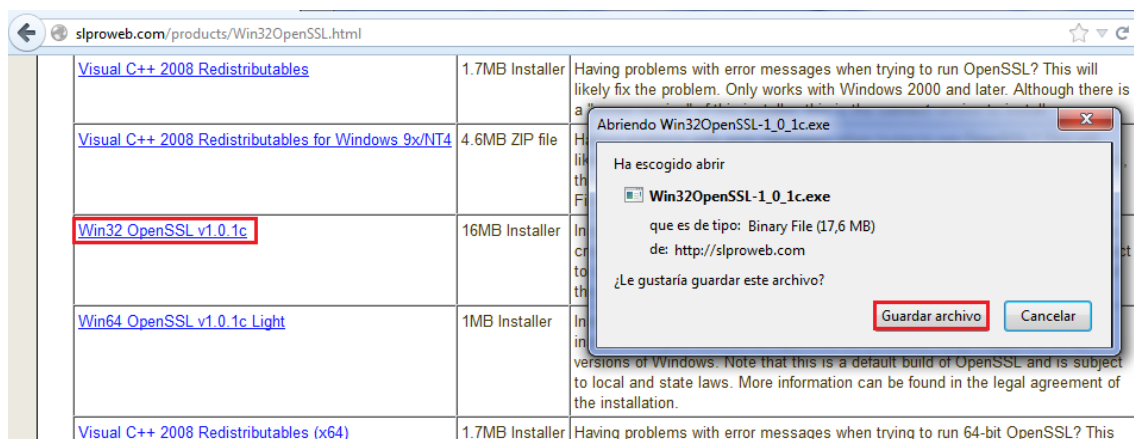 slproweb.com/products/Win32OpenSSL.html
Visual C++ 2008 Redistributables
1.7MB Installer
Having problems with error messages when trying to run OpenSSL? This will
likely fix the problem. Only works with Windows 2000 and later. Although there is
Visual C++ 2008 Redistributables for Windows 9x/NT4
4.6MB ZIP file
Win32 OpenSSL v1.0.1c
16MB Installer
Win64 OpenSSL v1.0.1c Light
1MB Installer
versions of Windows. Note that this is a default build of OpenSSL and is subject
to local and state laws. More information can be found in the legal agreement of
the installation.
Visual C++ 2008 Redistributables (x64)
1.7MB Installer
Having problems with error messages when trying to run 64-bit OpenSSL? This
Abriendo Win32OpenSSL-1_0_1c.exe
Ha escogido abrir
Win32OpenSSL-1_0_1c.exe
que es de tipo: Binary File (17,6 MB)
de: http://slproweb.com
¿Le gustaría guardar este archivo?
Guardar archivo
Cancelar